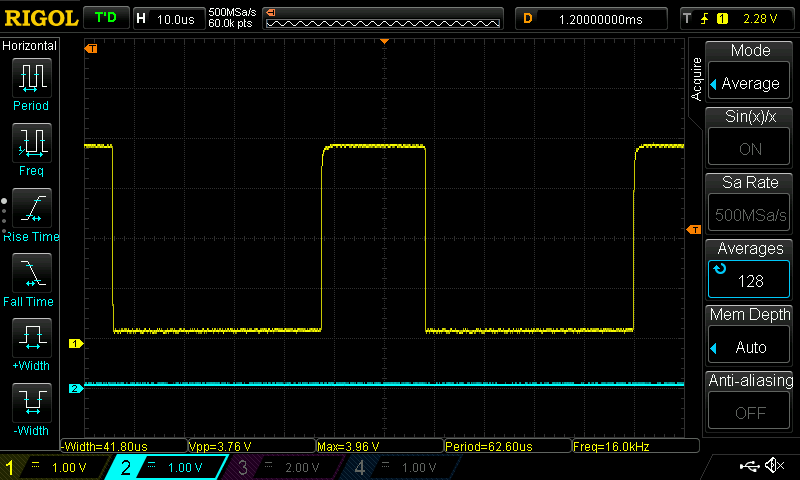 RIGOL T'D H 10.0us 500MSa/s 60.0k pts D 1.20000000ms T 1 2.28 V
Horizontal
Period
Freq
Rise Time
Fall Time
+Width
-Width
T
T
1
2
Acquire
Mode
Average
Sin(x)/x
ON
Sa Rate
500MSa/s
Averages
128
Mem Depth
Auto
Anti-aliasing
OFF
-Width=41.80us Vpp=3.76 V Max=3.96 V Period=62.60us Freq=16.0kHz
1 1.00 V 2 1.00 V 3 2.00 V 4 1.00 V